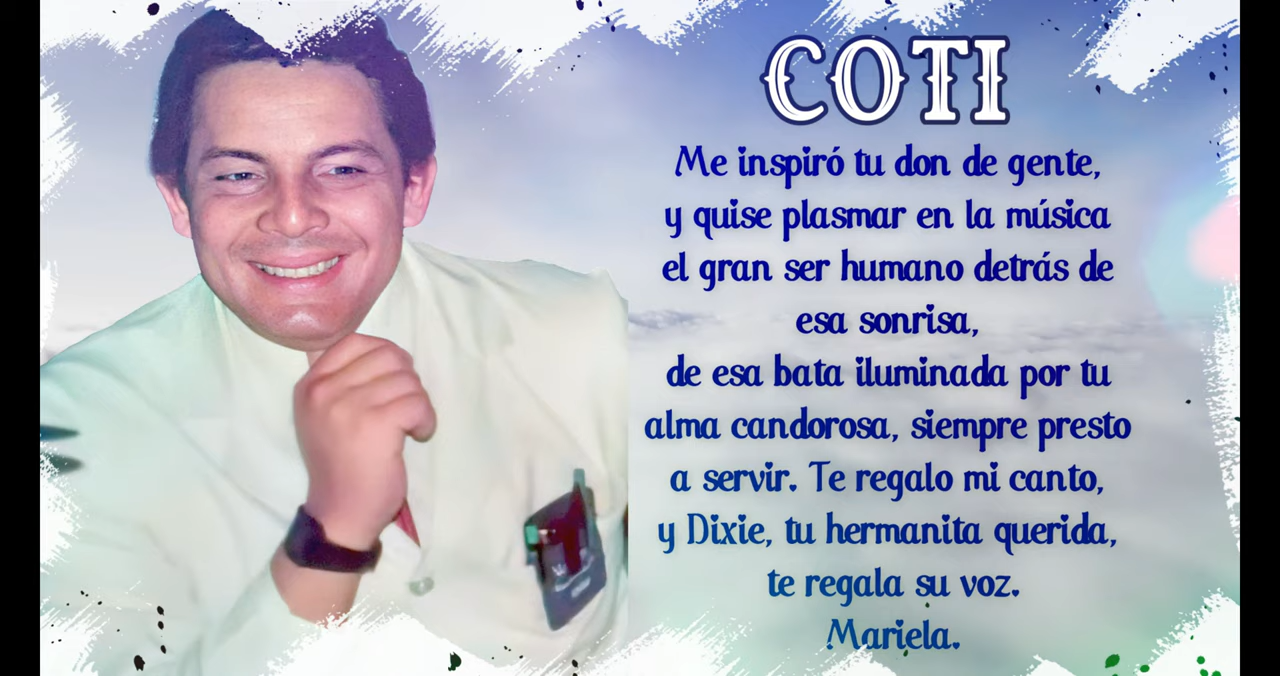 COTI
Me inspiró tu don de gente,
y quise plasmar en la música
el gran ser humano detrás de
esa sonrisa,
de esa bata iluminada por tu
alma candorosa, siempre presto
a servir. Te regalo mi canto,
y Dixie, tu hermanita querida,
te regala su voz.
Mariela.